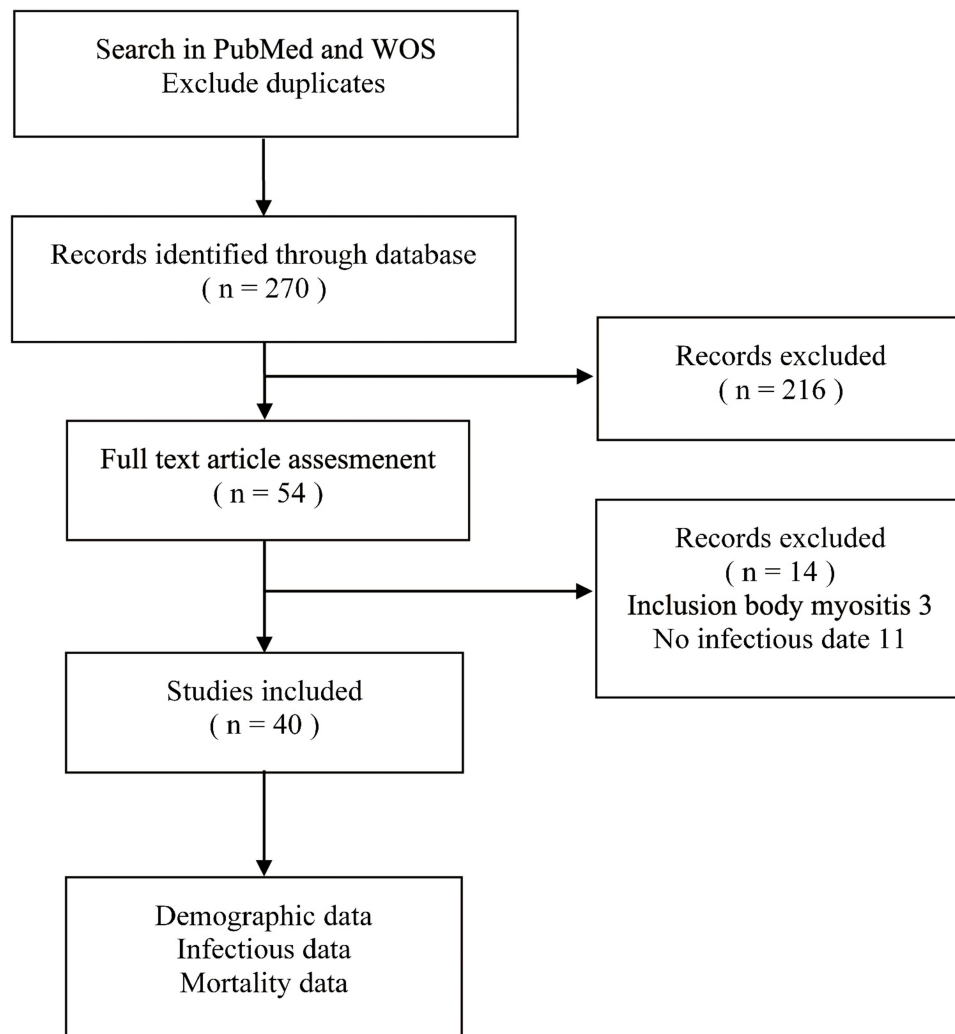 Search in PubMed and WOS
Exclude duplicates
Records identified through database
( n = 270 )
Records excluded
( n = 216 )
Full text article assesmenent
( n = 54 )
Records excluded
( n = 14 )
Inclusion body myositis 3
No infectious date 11
Studies included
( n = 40 )
Demographic data
Infectious data
Mortality data